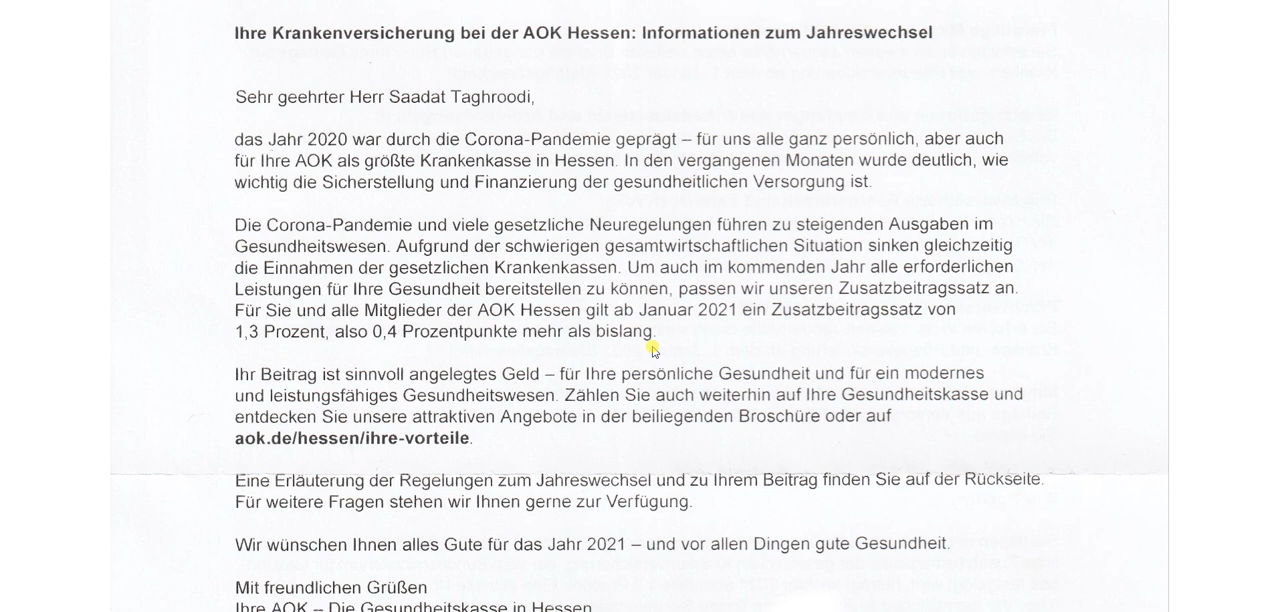 Ihre Krankenversicherung bei der AOK Hessen: Informationen zum Jahreswechsel
Sehr geehrter Herr Saadat Taghroodi,
das Jahr 2020 war durch die Corona-Pandemie geprägt – für uns alle ganz persönlich, aber auch
für Ihre AOK als größte Krankenkasse in Hessen. In den vergangenen Monaten wurde deutlich, wie
wichtig die Sicherstellung und Finanzierung der gesundheitlichen Versorgung ist.
Die Corona-Pandemie und viele gesetzliche Neuregelungen führen zu steigenden Ausgaben im
Gesundheitswesen. Aufgrund der schwierigen gesamtwirtschaftlichen Situation sinken gleichzeitig
die Einnahmen der gesetzlichen Krankenkassen. Um auch im kommenden Jahr alle erforderlichen
Leistungen für Ihre Gesundheit bereitstellen zu können, passen wir unseren Zusatzbeitragssatz an.
Für Sie und alle Mitglieder der AOK Hessen gilt ab Januar 2021 ein Zusatzbeitragssatz von
1,3 Prozent, also 0,4 Prozentpunkte mehr als bislang.
Ihr Beitrag ist sinnvoll angelegtes Geld – für Ihre persönliche Gesundheit und für ein modernes
und leistungsfähiges Gesundheitswesen. Zählen Sie auch weiterhin auf Ihre Gesundheitskasse und
entdecken Sie unsere attraktiven Angebote in der beiliegenden Broschüre oder auf
aok.de/hessen/ihre-vorteile.
Eine Erläuterung der Regelungen zum Jahreswechsel und zu Ihrem Beitrag finden Sie auf der Rückseite.
Für weitere Fragen stehen wir Ihnen gerne zur Verfügung.
Wir wünschen Ihnen alles Gute für das Jahr 2021 – und vor allen Dingen gute Gesundheit.
Mit freundlichen Grüßen
Ihre AOK – Die Gesundheitskasse in Hessen